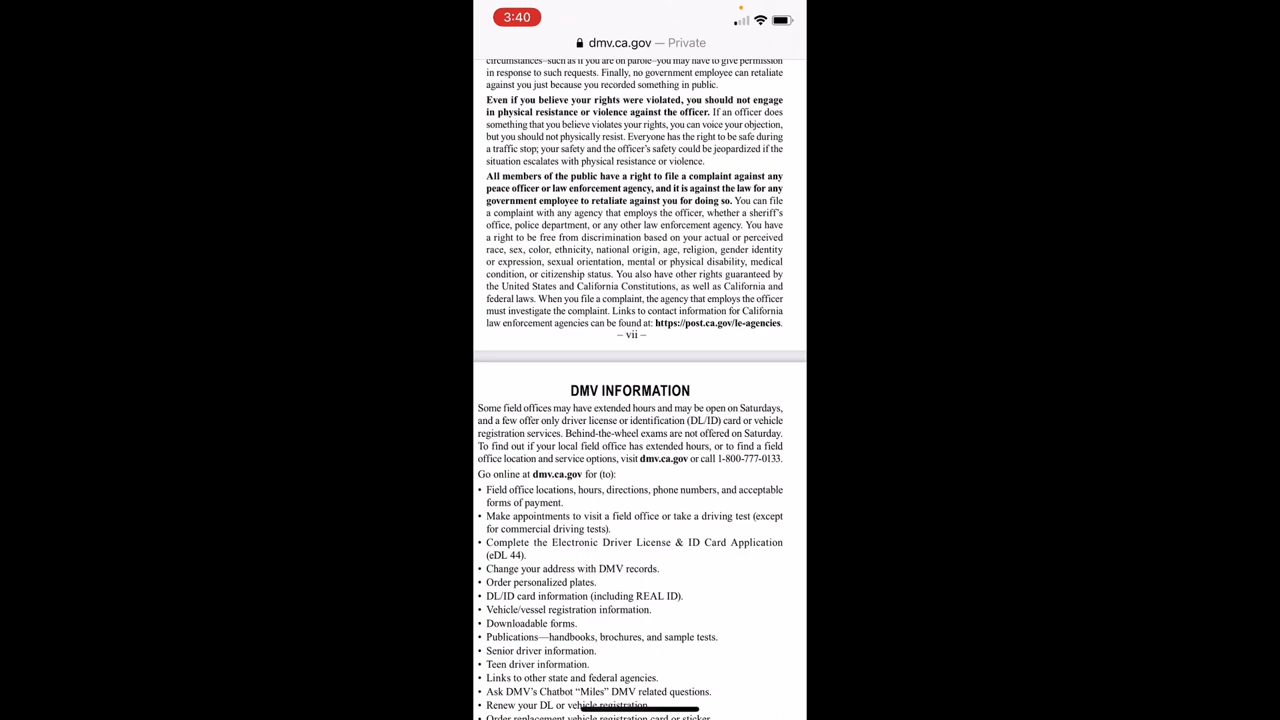 3:40
dmv.ca.gov — Private
circumstances–such as if you are on parole–you may have to give permission
in response to such requests. Finally, no government employee can retaliate
against you just because you recorded something in public.
Even if you believe your rights were violated, you should not engage
in physical resistance or violence against the officer. If an officer does
something that you believe violates your rights, you can voice your objection,
but you should not physically resist. Everyone has the right to be safe during
a traffic stop; your safety and the officer’s safety could be jeopardized if the
situation escalates with physical resistance or violence.
All members of the public have a right to file a complaint against any
peace officer or law enforcement agency, and it is against the law for any
government employee to retaliate against you for doing so. You can file
a complaint with any agency that employs the officer, whether a sheriff’s
office, police department, or any other law enforcement agency. You have
a right to be free from discrimination based on your actual or perceived
race, sex, color, ethnicity, national origin, age, religion, gender identity
or expression, sexual orientation, mental or physical disability, medical
condition, or citizenship status. You also have other rights guaranteed by
the United States and California Constitutions, as well as California and
federal laws. When you file a complaint, the agency that employs the officer
must investigate the complaint. Links to contact information for California
law enforcement agencies can be found at: https://post.ca.gov/le-agencies.
– vii –
DMV INFORMATION
Some field offices may have extended hours and may be open on Saturdays,
and a few offer only driver license or identification (DL/ID) card or vehicle
registration services. Behind-the-wheel exams are not offered on Saturday.
To find out if your local field office has extended hours, or to find a field
office location and service options, visit dmv.ca.gov or call 1-800-777-0133.
Go online at dmv.ca.gov for (to):
• Field office locations, hours, directions, phone numbers, and acceptable
forms of payment.
• Make appointments to visit a field office or take a driving test (except
for commercial driving tests).
• Complete the Electronic Driver License & ID Card Application
(eDL 44).
• Change your address with DMV records.
• Order personalized plates.
• DL/ID card information (including REAL ID).
• Vehicle/vessel registration information.
• Downloadable forms.
• Publications—handbooks, brochures, and sample tests.
• Senior driver information.
• Teen driver information.
• Links to other state and federal agencies.
• Ask DMV’s Chatbot “Miles” DMV related questions.
• Renew your DL or vehicle registration.
• Order replacement vehicle registration card or sticker.